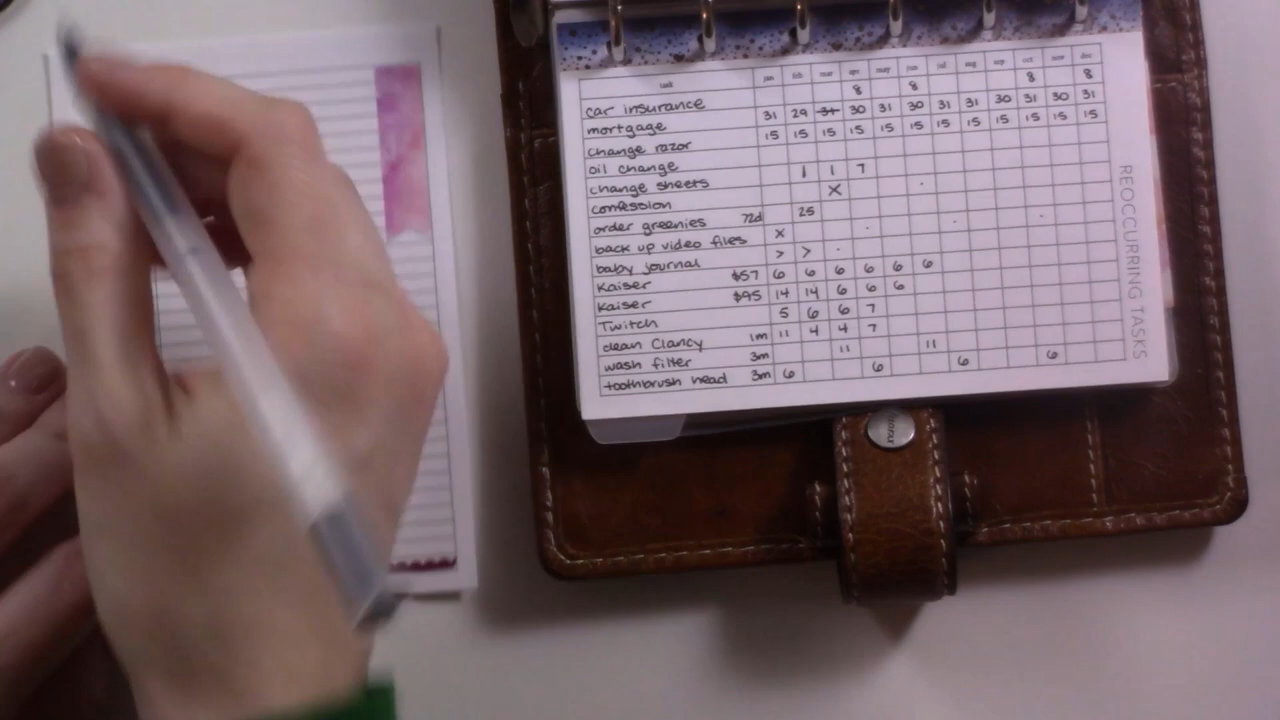 task jan feb mar apr may jun jul aug sep oct nov dec
car insurance 8 8 8 8
mortgage 31 29 31 30 31 30 31 31 30 31 30 31
change razor 15 15 15 15 15 15 15 15 15 15 15 15
oil change
change sheets 1 1 7
confession X
order greenies 72d 25
back up video files x
baby journal > >
Kaiser $57 6 6 6 6 6 6
Kaiser $95 14 14 6 6 6
Twitch 5 6 6 7
clean Clancy 1m 11 4 4 7
wash filter 3m 11 11
toothbrush head 3m 6 6 6 6
REOCCURRING TASKS
filofax